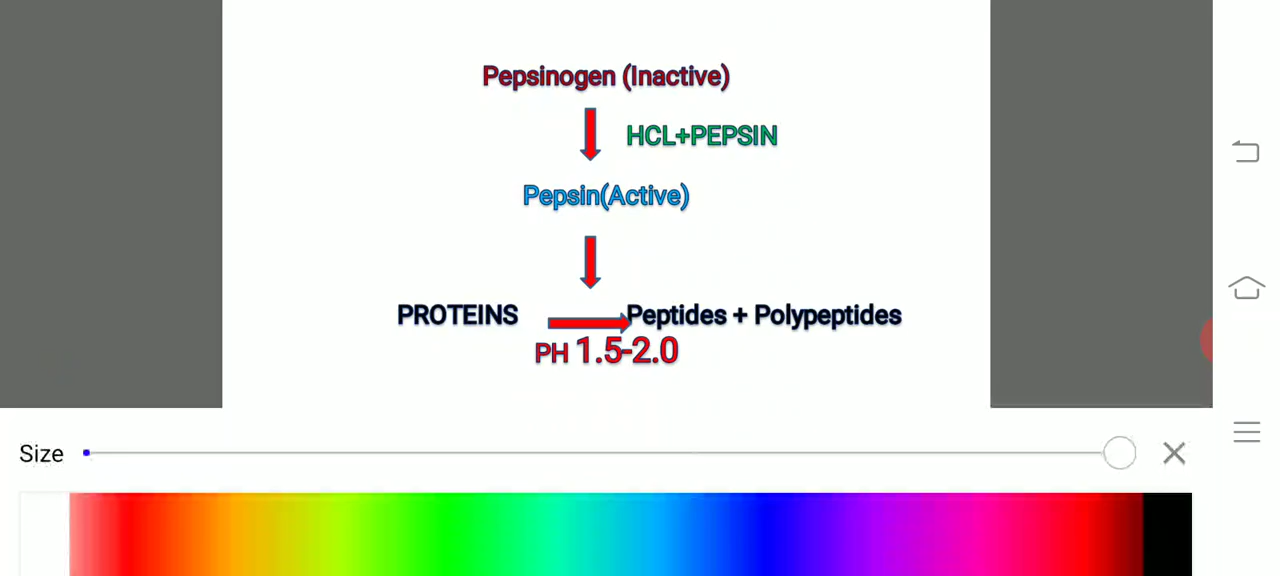 Pepsinogen (Inactive)
HCL+PEPSIN
Pepsin(Active)
PROTEINS Peptides + Polypeptides
PH 1.5-2.0
Size